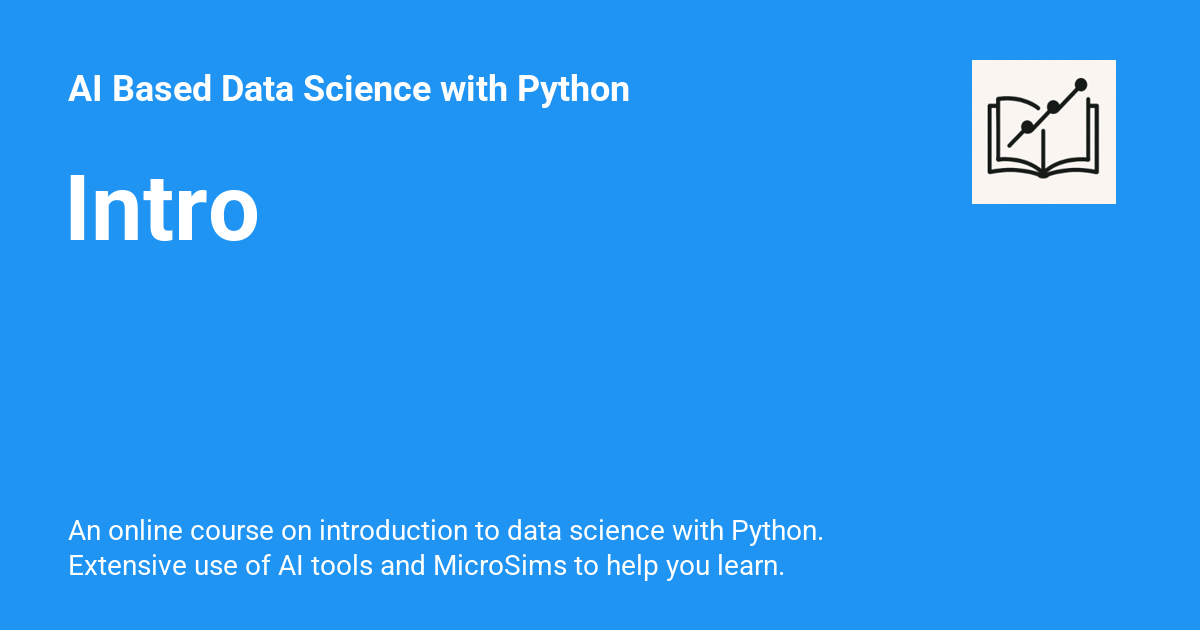 AI Based Data Science with Python
Intro
An online course on introduction to data science with Python.
Extensive use of AI tools and MicroSims to help you learn.